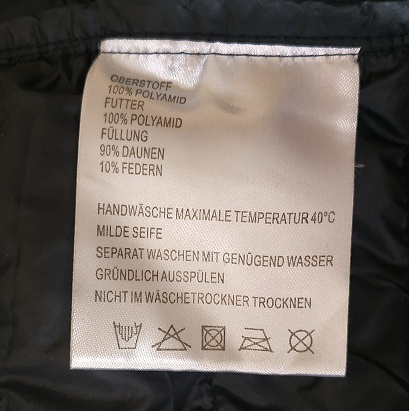 OBERSTOFF
100% POLYAMID
FUTTER
100% POLYAMID
FÜLLUNG
90% DAUNEN
10% FEDERN
HANDWÄSCHE MAXIMALE TEMPERATUR 40°C
MILDE SEIFE
SEPARAT WASCHEN MIT GENÜGEND WASSER
GRÜNDLICH AUSSPÜLEN
NICHT IM WÄSCHETROCKNER TROCKNEN